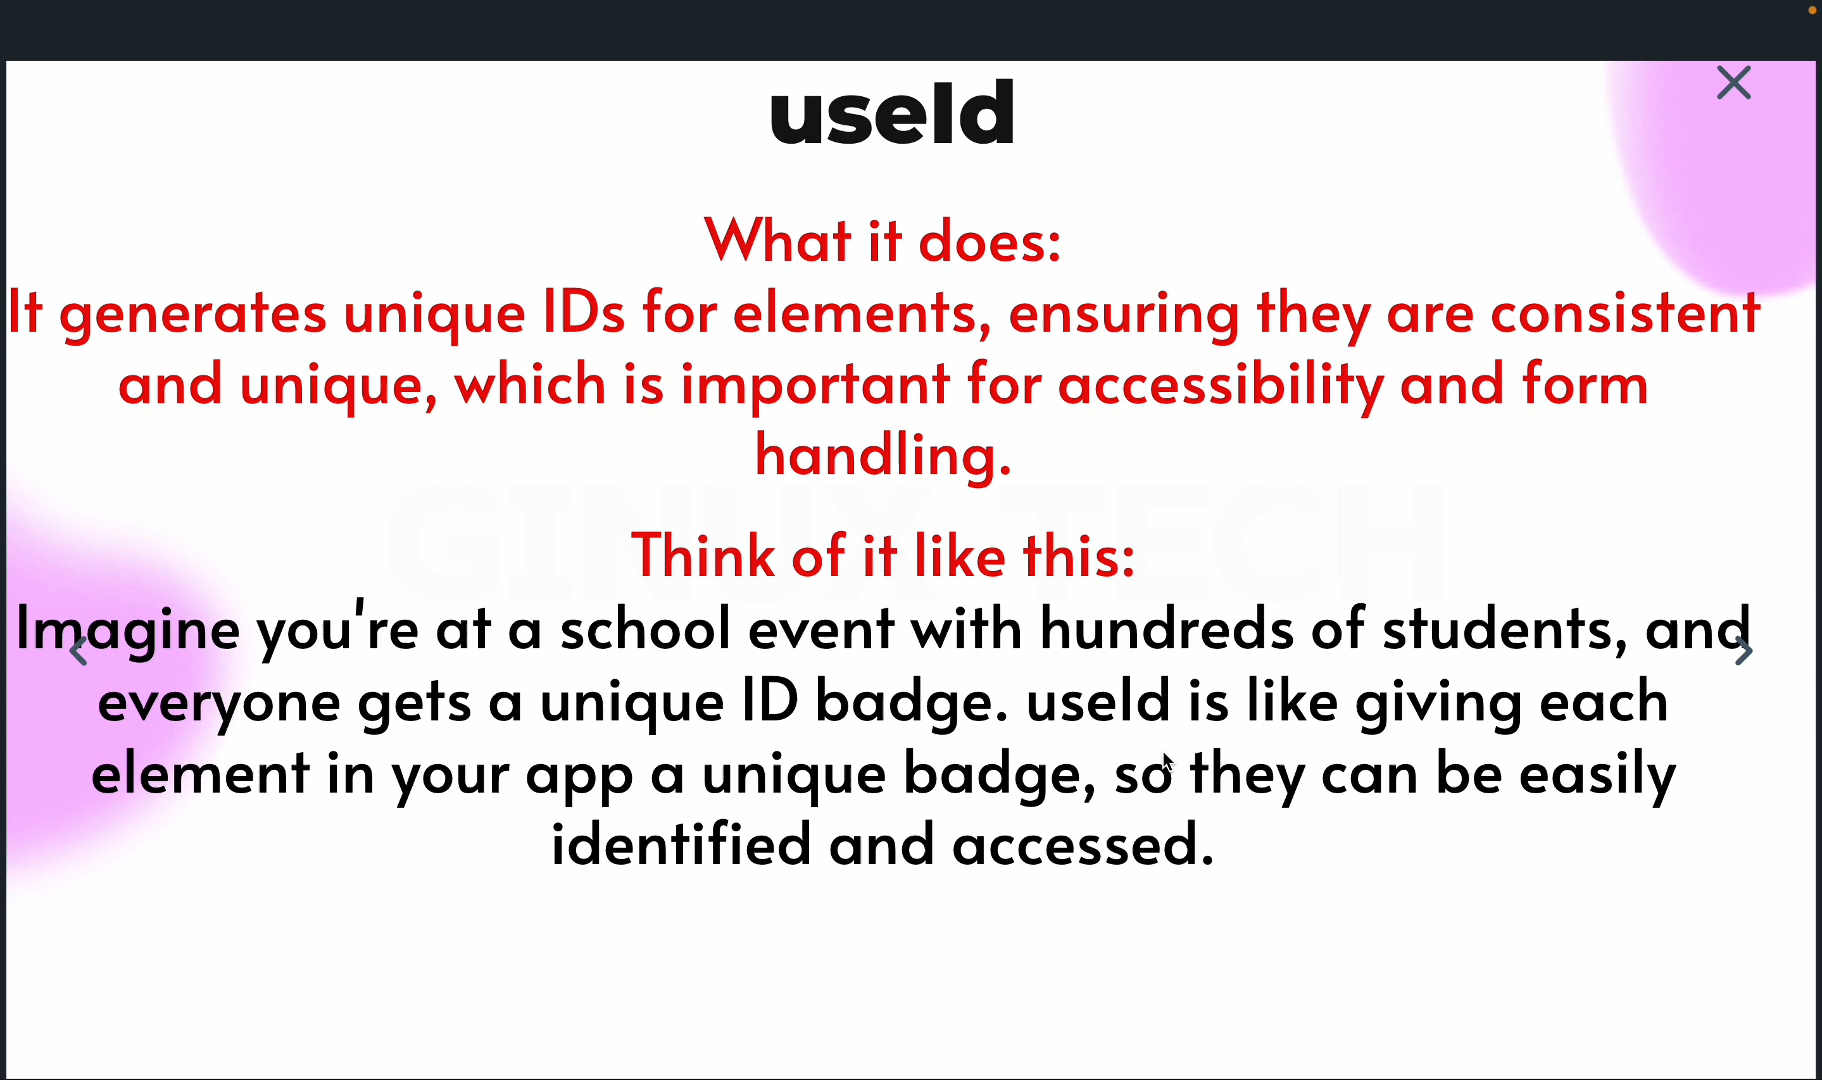 useId
What it does:
It generates unique IDs for elements, ensuring they are consistent
and unique, which is important for accessibility and form
handling.
GINUX TECH
Think of it like this:
Imagine you're at a school event with hundreds of students, and
everyone gets a unique ID badge. useId is like giving each
element in your app a unique badge, so they can be easily
identified and accessed.